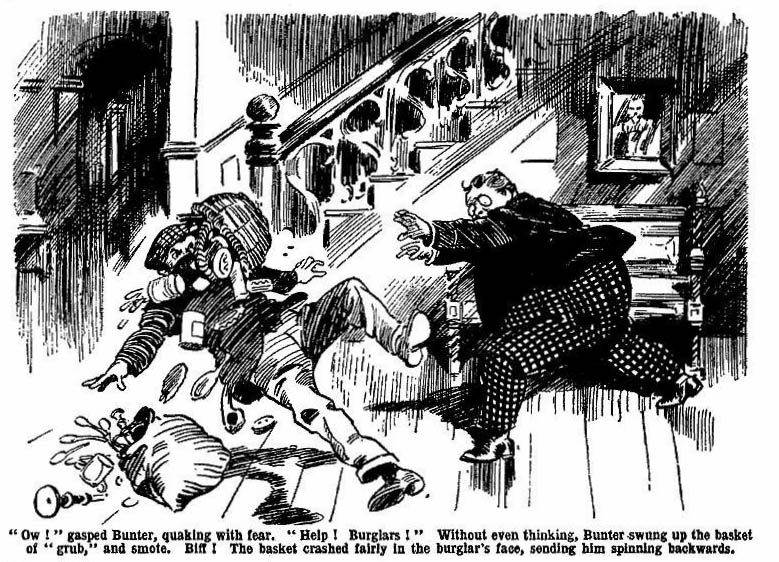 " Ow ! " gasped Bunter, quaking with fear. " Help ! Burglars ! " Without even thinking, Bunter swung up the basket
of " grub," and smote. Biff ! The basket crashed fairly in the burglar's face, sending him spinning backwards.